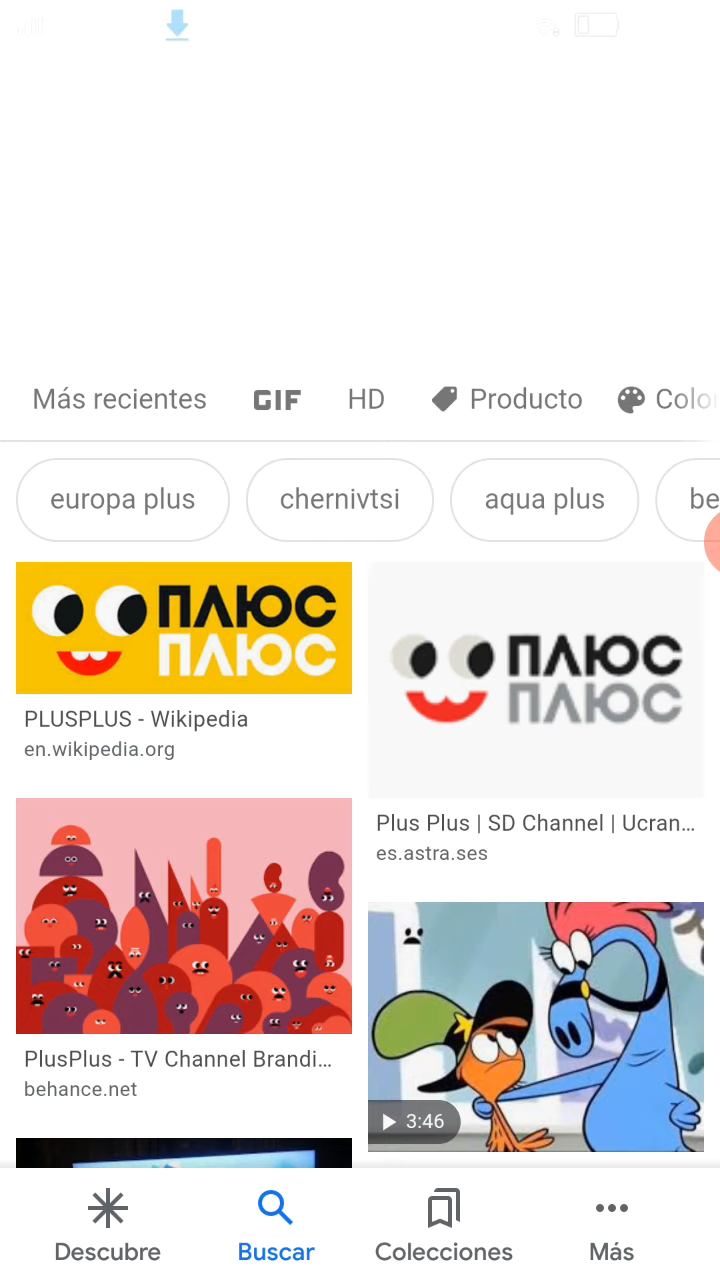 Más recientes GIF HD Producto Color
europa plus chernivtsi aqua plus be
ПЛЮС
ПЛЮС
PLUSPLUS - Wikipedia
en.wikipedia.org
ПЛЮС
ПЛЮС
Plus Plus | SD Channel | Ucran...
es.astra.ses
PlusPlus - TV Channel Brandi...
behance.net
3:46
Descubre Buscar Colecciones Más